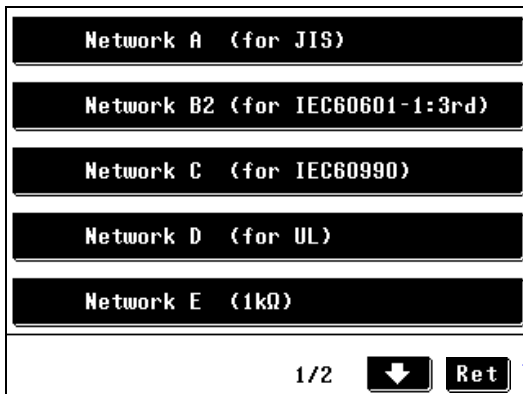 Network A (for JIS)
Network B2 (for IEC60601-1:3rd)
Network C (for IEC60990)
Network D (for UL)
Network E (1kΩ)
1/2 Ret